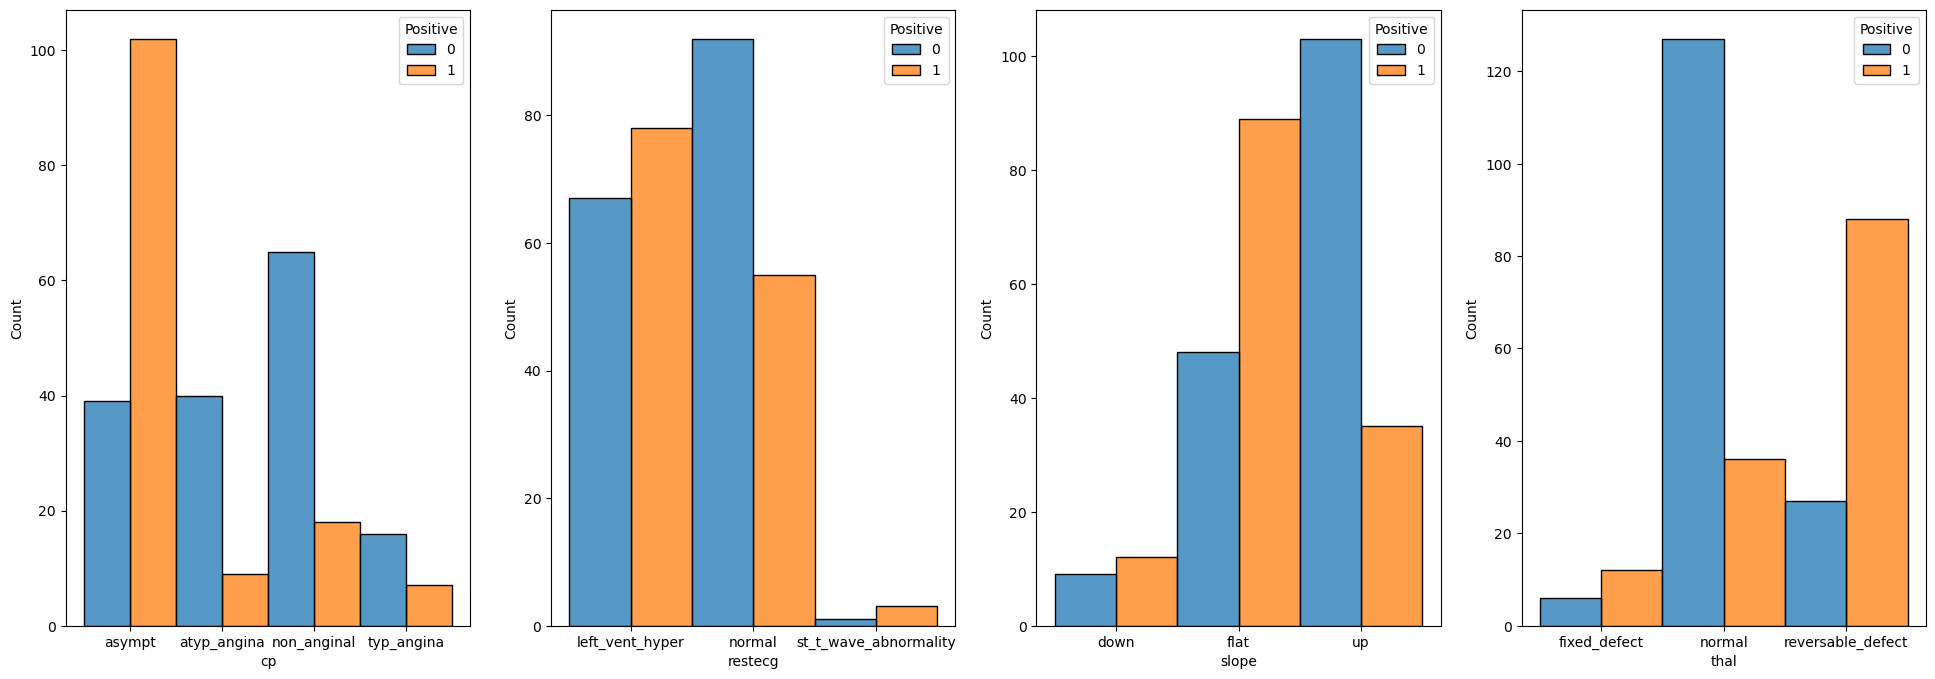 Positive
0
1
100
80
60
40
20
0
Count
asympt atyp_angina non_anginal typ_angina
cp
Positive
0
1
80
60
40
20
0
Count
left_vent_hyper normal st_t_wave_abnormality
restecg
Positive
0
1
100
80
60
40
20
0
Count
down flat up
slope
Positive
0
1
120
100
80
60
40
20
0
Count
fixed_defect normal reversable_defect
thal